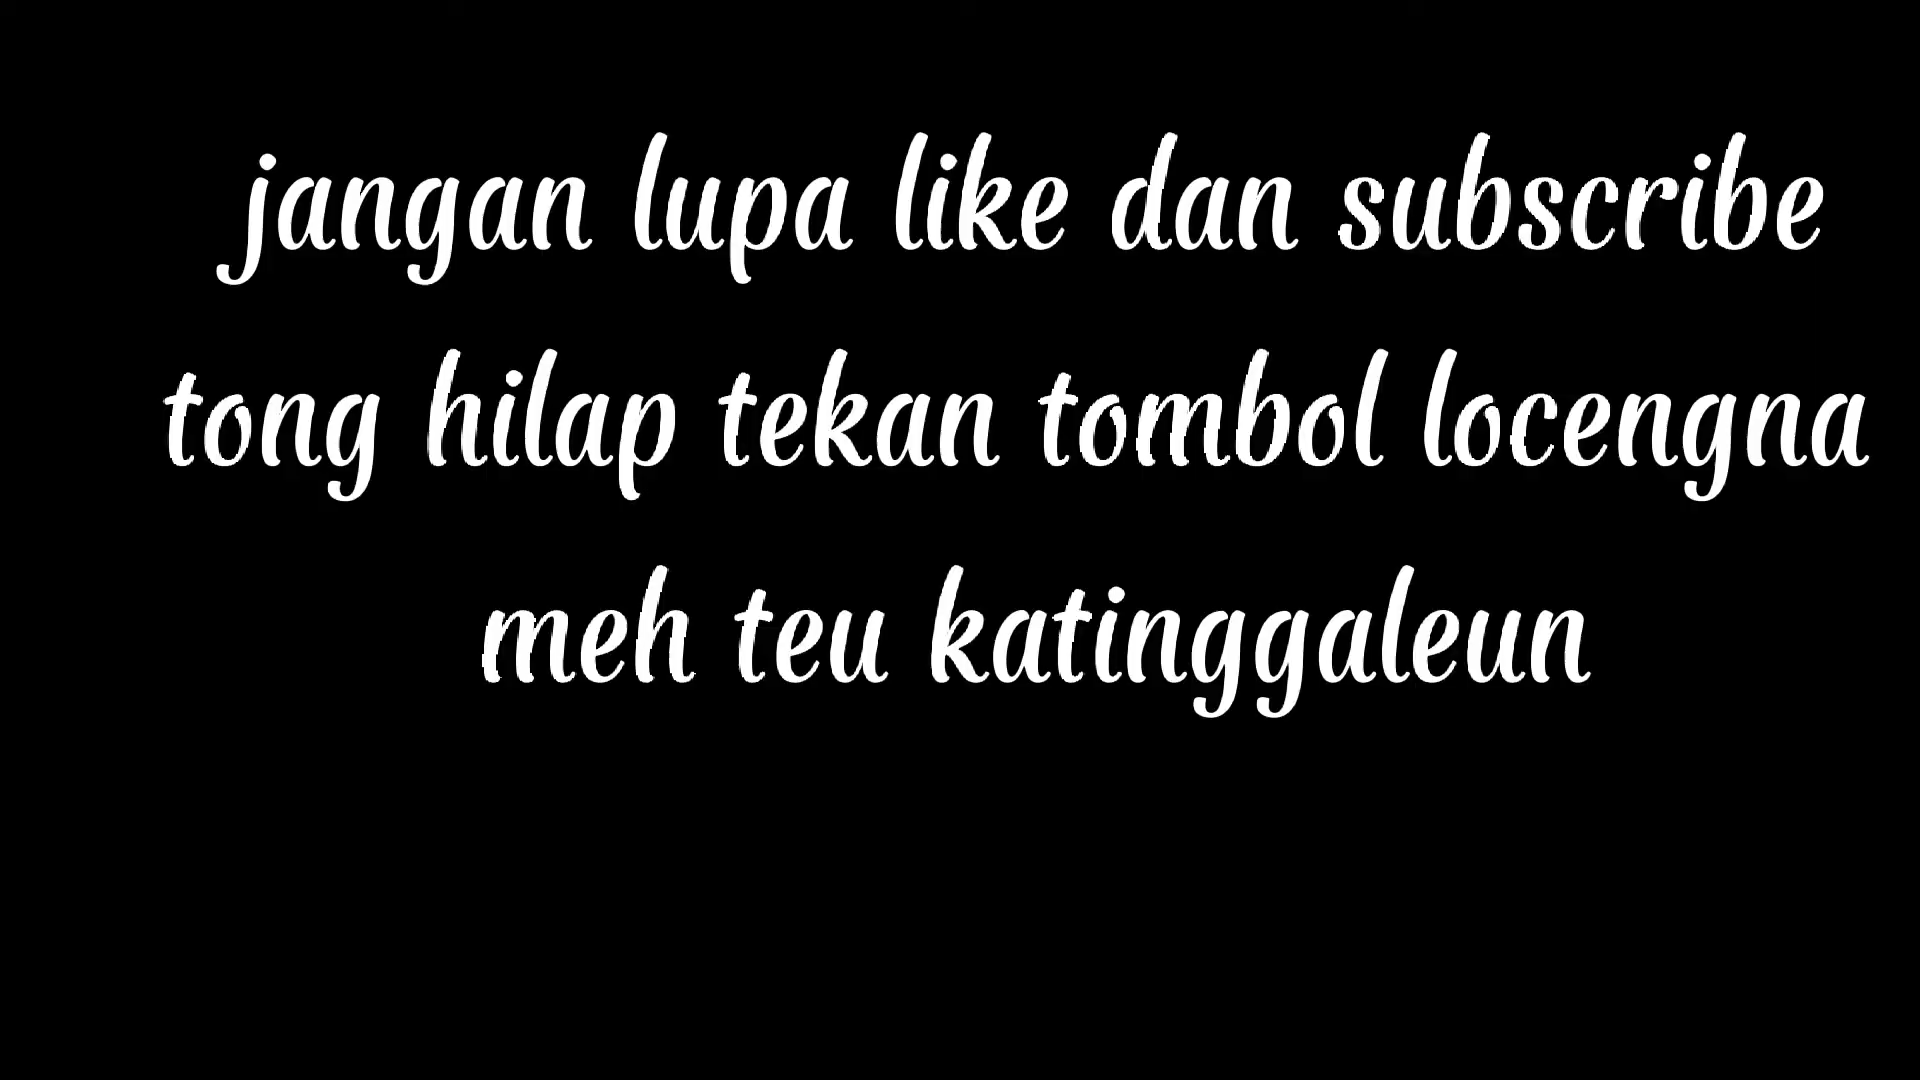 jangan lupa like dan subscribe
tong hilap tekan tombol locengna
meh teu katinggaleun